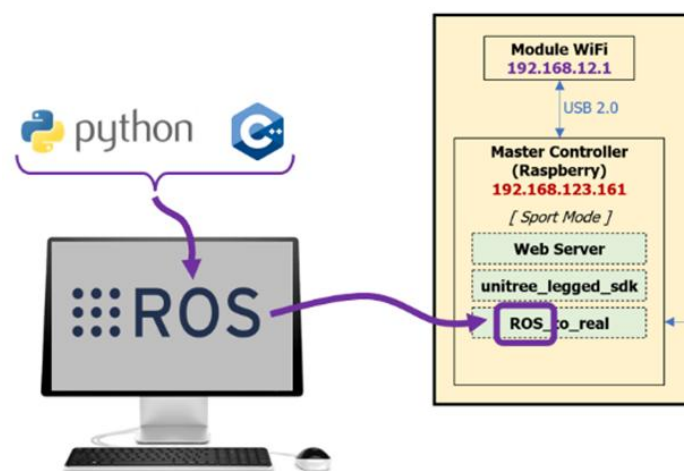 python
C++
ROS
Module WiFi
192.168.12.1
USB 2.0
Master Controller
(Raspberry)
192.168.123.161
[ Sport Mode ]
Web Server
unitree_legged_sdk
ROS_to_real